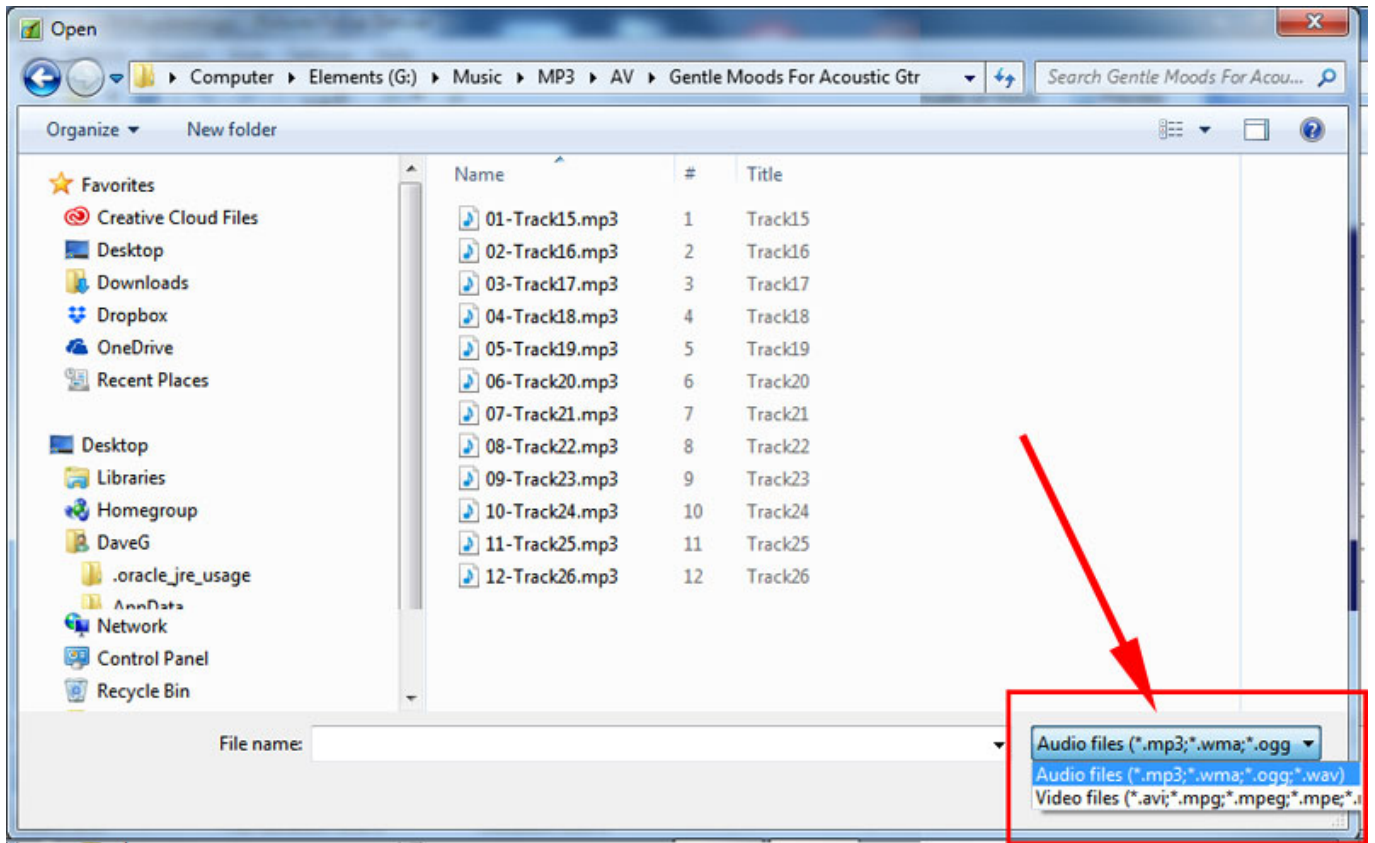 Open
Computer Elements (G:) Music MP3 AV Gentle Moods For Acoustic Gtr
Search Gentle Moods For Acou...
Organize New folder
Favorites
Creative Cloud Files
Desktop
Downloads
Dropbox
OneDrive
Recent Places
Desktop
Libraries
Homegroup
DaveG
.oracle_jre_usage
AppData
Network
Control Panel
Recycle Bin
Name # Title
01-Track15.mp3 1 Track15
02-Track16.mp3 2 Track16
03-Track17.mp3 3 Track17
04-Track18.mp3 4 Track18
05-Track19.mp3 5 Track19
06-Track20.mp3 6 Track20
07-Track21.mp3 7 Track21
08-Track22.mp3 8 Track22
09-Track23.mp3 9 Track23
10-Track24.mp3 10 Track24
11-Track25.mp3 11 Track25
12-Track26.mp3 12 Track26
File name:
Audio files (*.mp3;*.wma;*.ogg
Audio files (*.mp3;*.wma;*.ogg;*.wav)
Video files (*.avi;*.mpg;*.mpeg;*.mpe;*.